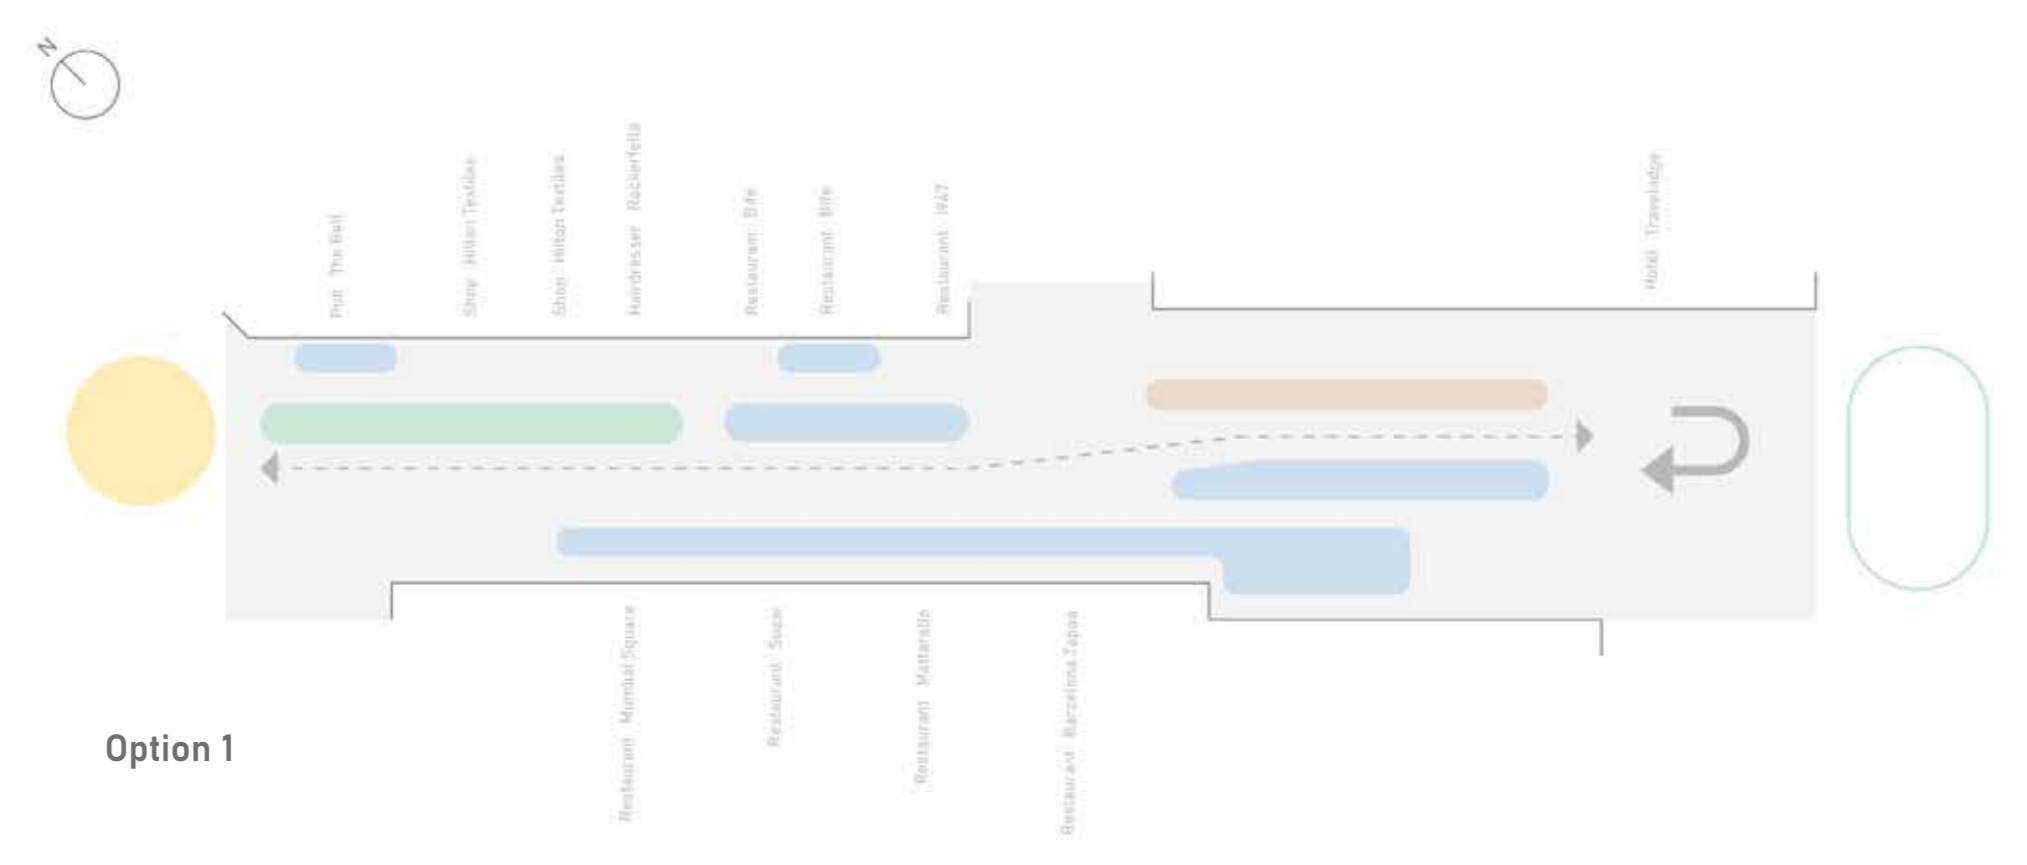 N
Pub The Bell
Shop Hilton Textiles
Shop Hilton Textiles
Hairdresser Rockerfella
Restaurant Bife
Restaurant Bife
Restaurant 1947
Hotel Travelodge
Restaurant Mumbai Square
Restaurant Suzai
Restaurant Mattarello
Restaurant Barcelona Tapas
Option 1